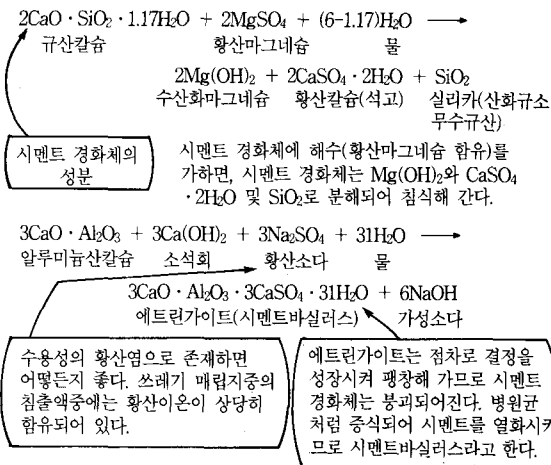 2CaO · SiO₂ · 1.17H₂O + 2MgSO₄ + (6-1.17)H₂O ⟶
규산칼슘 황산마그네슘 물
2Mg(OH)₂ + 2CaSO₄ · 2H₂O + SiO₂
수산화마그네슘 황산칼슘(석고) 실리카(산화규소
무수규산)
시멘트 경화체의
성분
시멘트 경화체에 해수(황산마그네슘 함유)를
가하면, 시멘트 경화체는 Mg(OH)₂와 CaSO₄
· 2H₂O 및 SiO₂로 분해되어 침식해 간다.
3CaO · Al₂O₃ + 3Ca(OH)₂ + 3Na₂SO₄ + 31H₂O ⟶
알루미늄산칼슘 소석회 황산소다 물
3CaO · Al₂O₃ · 3CaSO₄ · 31H₂O + 6NaOH
에트린가이트(시멘트바실러스) 가성소다
수용성의 황산염으로 존재하면
어떻든지 좋다. 쓰레기 매립지중의
침출액중에는 황산이온이 상당히
함유되어 있다.
에트린가이트는 점차로 결정을
성장시켜 팽창해 가므로 시멘트
경화체는 붕괴되어진다. 병원균
처럼 증식되어 시멘트를 열화시키
므로 시멘트바실러스라고 한다.